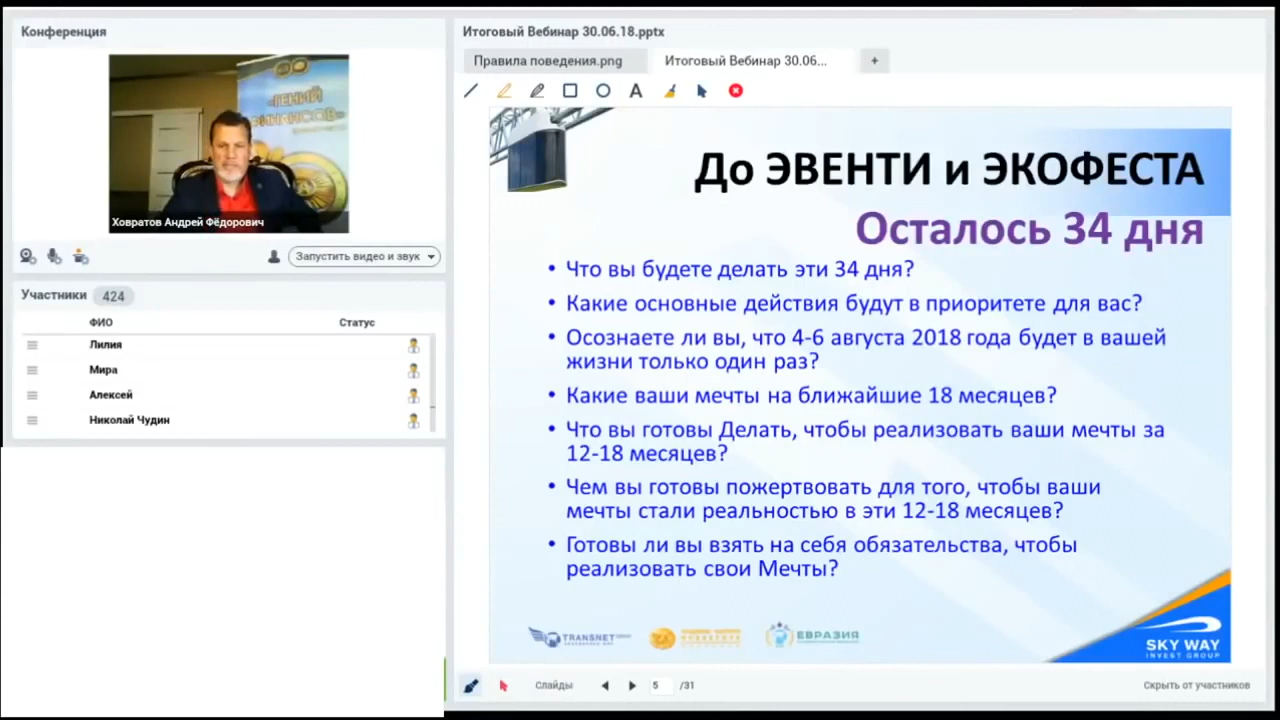 Конференция
«ГЕНИЙ
ФИНАНСОВ»
Ховратов Андрей Фёдорович
Запустить видео и звук
Участники 424
ФИО Статус
Лилия
Мира
Алексей
Николай Чудин
Итоговый Вебинар 30.06.18.pptx
Правила поведения.png Итоговый Вебинар 30.06... +
A
До ЭВЕНТИ и ЭКОФЕСТА
Осталось 34 дня
• Что вы будете делать эти 34 дня?
• Какие основные действия будут в приоритете для вас?
• Осознаете ли вы, что 4-6 августа 2018 года будет в вашей
жизни только один раз?
• Какие ваши мечты на ближайшие 18 месяцев?
• Что вы готовы Делать, чтобы реализовать ваши мечты за
12-18 месяцев?
• Чем вы готовы пожертвовать для того, чтобы ваши
мечты стали реальностью в эти 12-18 месяцев?
• Готовы ли вы взять на себя обязательства, чтобы
реализовать свои Мечты?
TRANSNET
ЕВРАЗИЯ
SKY WAY
INVEST GROUP
Слайды 5 /31 Скрыть от участников